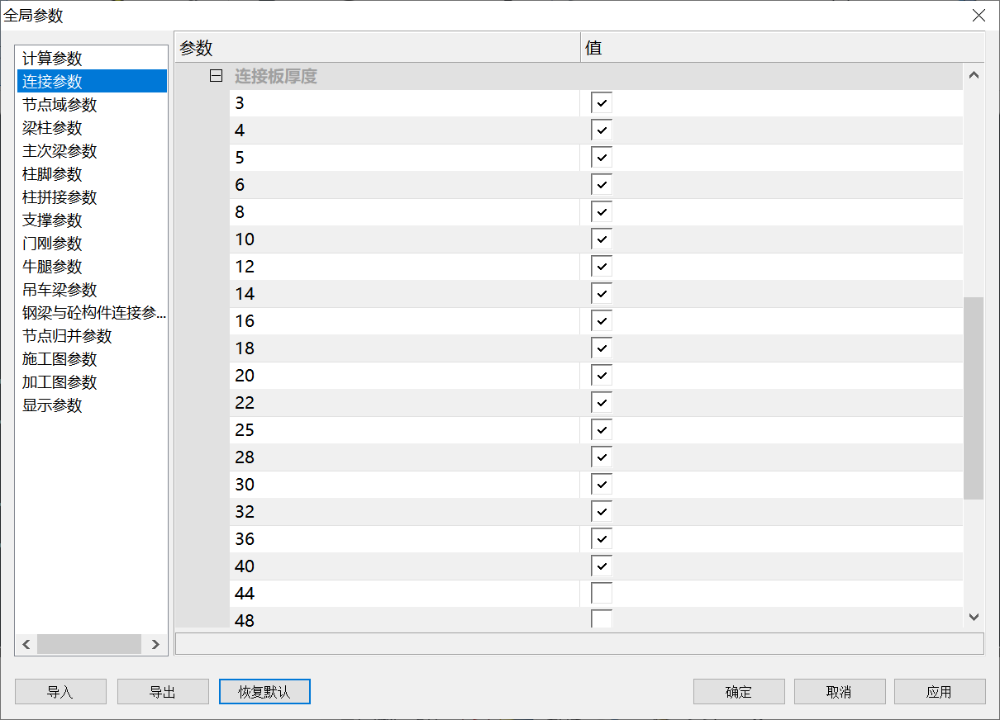 全局参数
计算参数
连接参数
节点域参数
梁柱参数
主次梁参数
柱脚参数
柱拼接参数
支撑参数
门刚参数
牛腿参数
吊车梁参数
钢梁与砼构件连接参...
节点归并参数
施工图参数
加工图参数
显示参数
参数 值
连接板厚度
3
4
5
6
8
10
12
14
16
18
20
22
25
28
30
32
36
40
44
48
导入 导出 恢复默认 确定 取消 应用